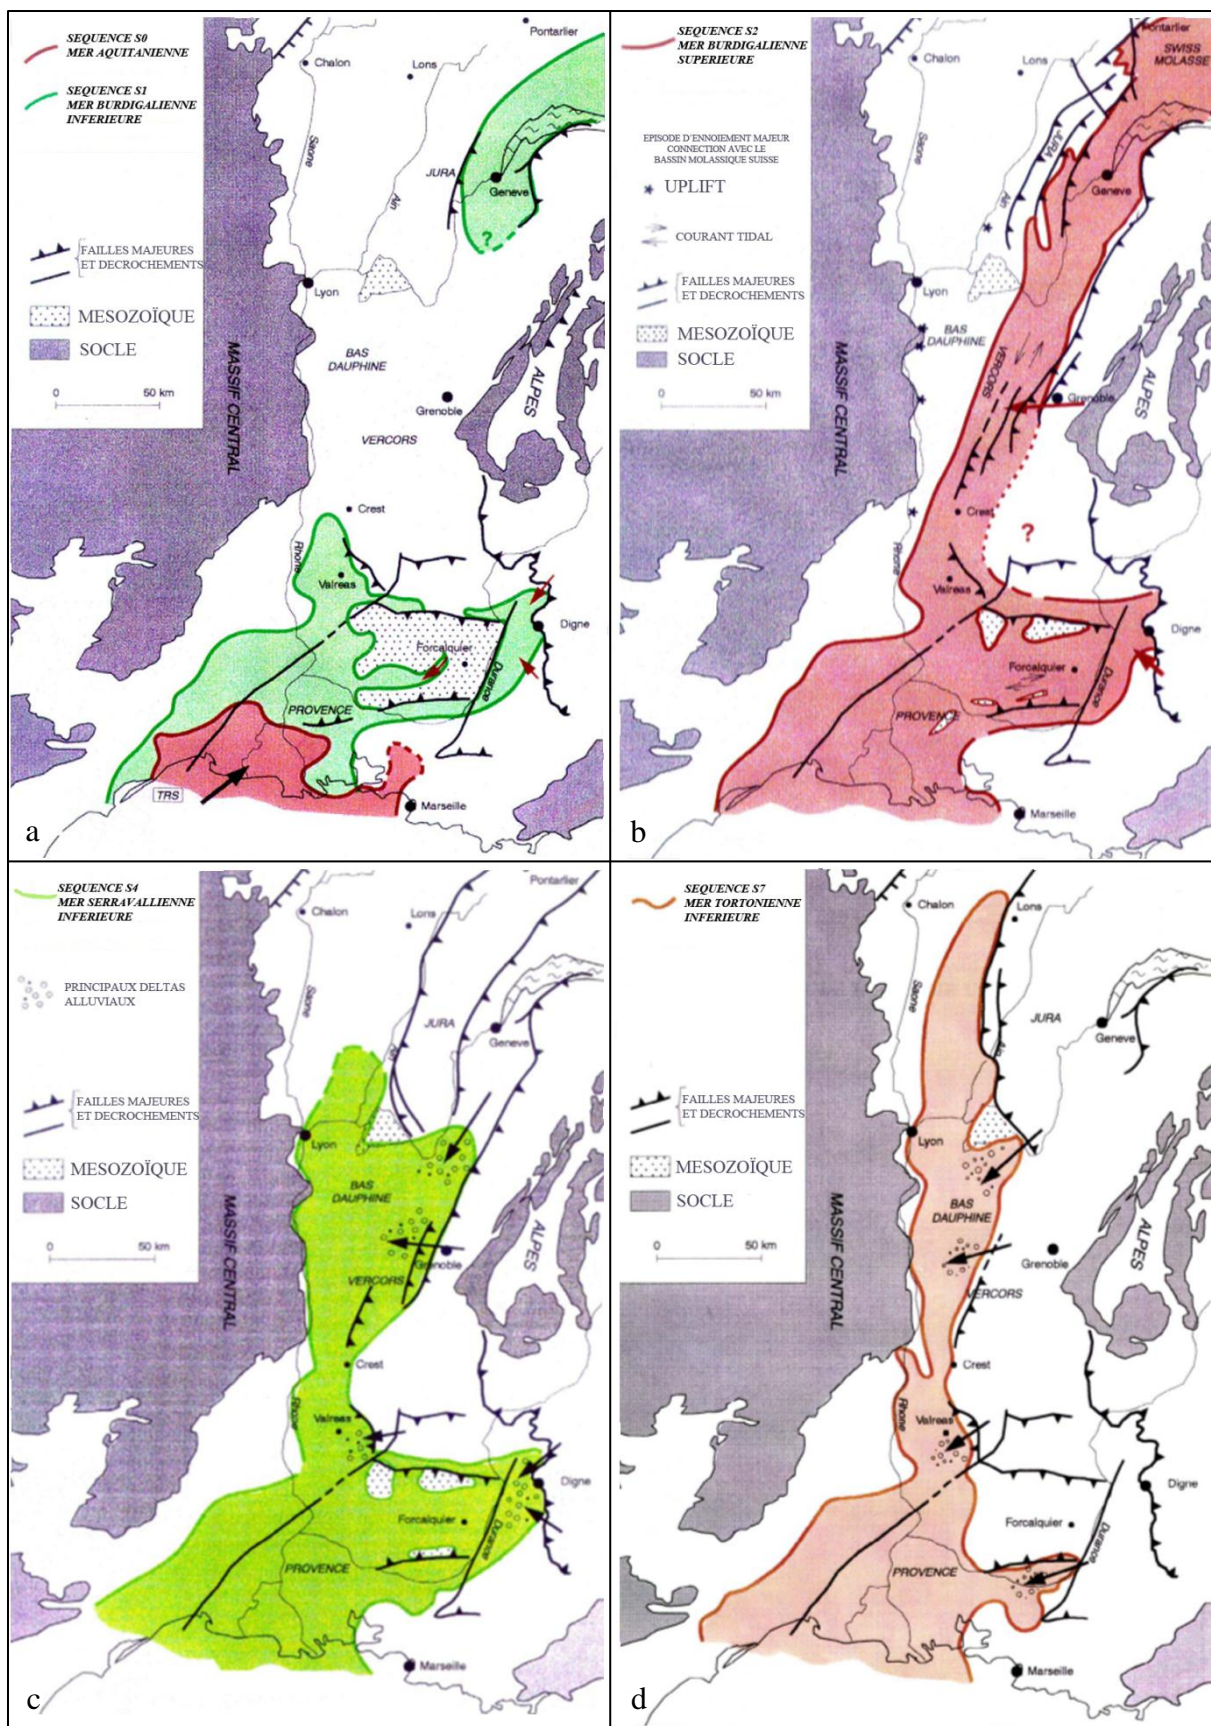 SEQUENCE S0
MER AQUITANIENNE
SEQUENCE S1
MER BURDIGALIENNE
INFERIEURE
FAILLES MAJEURES
ET DECROCHEMENTS
MESOZOÏQUE
SOCLE
0 50 km
Pontarlier
Chalon
Lons
Saone
JURA
Ain
Geneve
?
Lyon
MASSIF CENTRAL
BAS
DAUPHINE
ALPES
Grenoble
VERCORS
Crest
Rhone
Valreas
Digne
Forcalquier
Durance
PROVENCE
TRS
Marseille
a
SEQUENCE S2
MER BURDIGALIENNE
SUPERIEURE
EPISODE D'ENNOIEMENT MAJEUR
CONNECTION AVEC LE
BASSIN MOLASSIQUE SUISSE
UPLIFT
COURANT TIDAL
FAILLES MAJEURES
ET DECROCHEMENTS
MESOZOÏQUE
SOCLE
0 50 km
Pontarlier
SWISS
MOLASSE
Chalon
Lons
Saone
JURA
Ain
Geneve
Lyon
BAS
DAUPHINE
MASSIF CENTRAL
VERCORS
ALPES
Grenoble
Crest
?
Rhone
Valreas
Digne
Forcalquier
Durance
PROVENCE
Marseille
b
SEQUENCE S4
MER SERRAVALLIENNE
INFERIEURE
PRINCIPAUX DELTAS
ALLUVIAUX
FAILLES MAJEURES
ET DECROCHEMENTS
MESOZOÏQUE
SOCLE
0 50 km
Pontarlier
Chalon
Lons
Saone
JURA
Ain
Geneve
Lyon
BAS
DAUPHINE
MASSIF CENTRAL
ALPES
Grenoble
VERCORS
Crest
Rhone
Valreas
Digne
Forcalquier
Durance
PROVENCE
Marseille
c
SEQUENCE S7
MER TORTONIENNE
INFERIEURE
FAILLES MAJEURES
ET DECROCHEMENTS
MESOZOÏQUE
SOCLE
0 50 km
Chalon
Lons
Saone
JURA
Ain
Geneve
Lyon
BAS
DAUPHINE
MASSIF CENTRAL
ALPES
Grenoble
VERCORS
Crest
Rhone
Valreas
Digne
Forcalquier
Durance
PROVENCE
Marseille
d